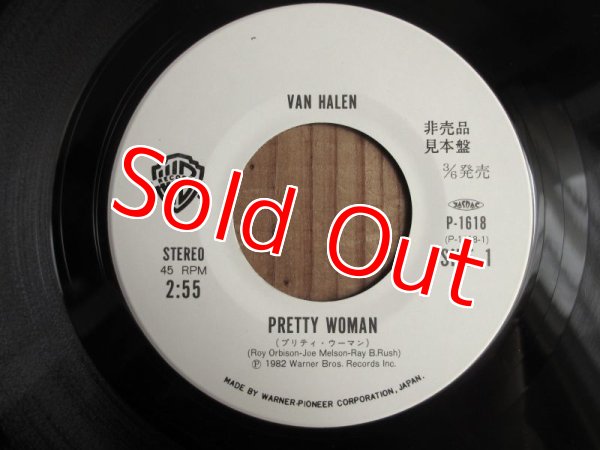 VAN HALEN
非売品
見本盤
3/6発売
P-1618
SIDE 1
STEREO
45 RPM
2:55
Sold Out
PRETTY WOMAN
(プリティ・ウーマン)
(Roy Orbison-Joe Melson-Ray B.Rush)
Ⓟ 1982 Warner Bros. Records Inc.
MADE BY WARNER-PIONEER CORPORATION, JAPAN.